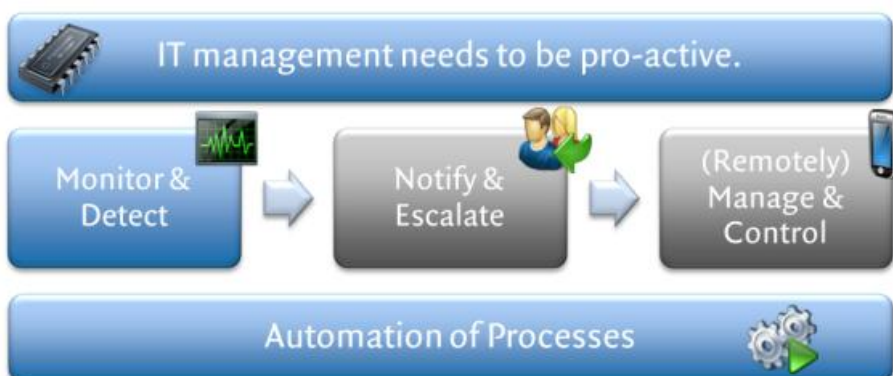 IT management needs to be pro-active.
Monitor &
Detect
Notify &
Escalate
(Remotely)
Manage &
Control
Automation of Processes